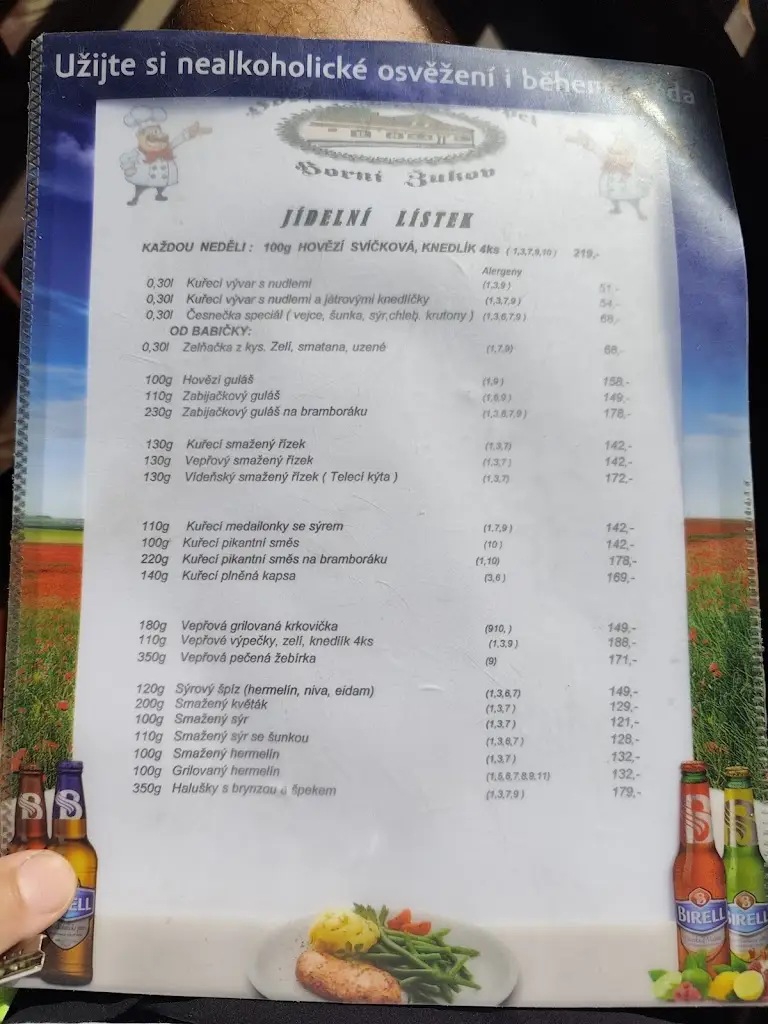 Užijte si nealkoholické osvěžení i během
Horní Žukov
JÍDELNÍ LÍSTEK
KAŽDOU NEDĚLI : 100g HOVĚZÍ SVÍČKOVÁ, KNEDLÍK 4ks (1,3,7,9,10) 219,-
Alergeny
0,30l Kuřecí vývar s nudlemi (1,3,9) 51,-
0,30l Kuřecí vývar s nudlemi a játrovými knedlíčky (1,3,7,9) 54,-
0,30l Česnečka speciál ( vejce, šunka, sýr,chleb. krutony ) (1,3,6,7,9) 68,-
OD BABIČKY:
0,30l Zelňačka z kys. Zelí, smatana, uzené (1,7,9) 68,-
100g Hovězí guláš (1,9) 158,-
110g Zabijačkový guláš (1,6,9) 149,-
230g Zabijačkový guláš na bramboráku (1,3,6,7,9) 178,-
130g Kuřecí smažený řízek (1,3,7) 142,-
130g Vepřový smažený řízek (1,3,7) 142,-
130g Vídeňský smažený řízek ( Telecí kýta ) (1,3,7) 172,-
110g Kuřecí medailonky se sýrem (1,7,9) 142,-
100g Kuřecí pikantní směs (10) 142,-
220g Kuřecí pikantní směs na bramboráku (1,10) 178,-
140g Kuřecí plněná kapsa (3,6) 169,-
180g Vepřová grilovaná krkovička (910,) 149,-
110g Vepřové výpečky, zelí, knedlík 4ks (1,3,9) 188,-
350g Vepřová pečená žebírka (9) 171,-
120g Sýrový špíz (hermelín, niva, eidam) (1,3,6,7) 149,-
200g Smažený květák (1,3,7) 129,-
100g Smažený sýr (1,3,7) 121,-
110g Smažený sýr se šunkou (1,3,6,7) 128,-
100g Smažený hermelín (1,3,7) 132,-
100g Grilovaný hermelín (1,5,6,7,8,9,11) 132,-
350g Halušky s brynzou a špekem (1,3,7,9) 179,-
BIRELL
BIRELL